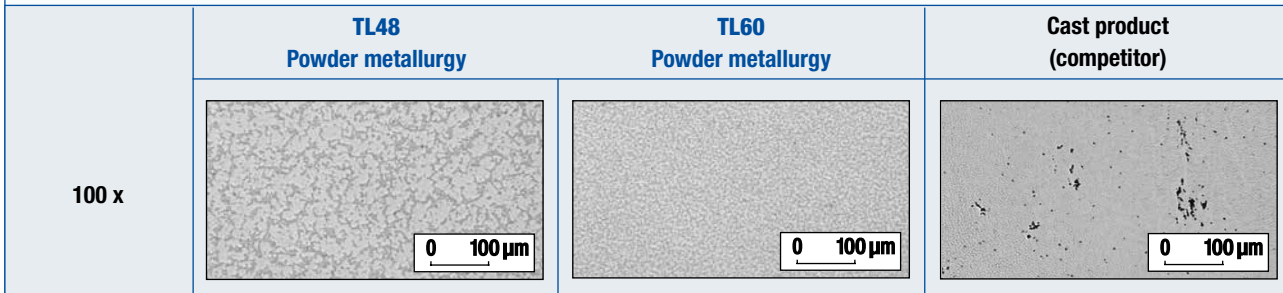 TL48
Powder metallurgy
TL60
Powder metallurgy
Cast product
(competitor)
100 x
0 100 µm
0 100 µm
0 100 µm